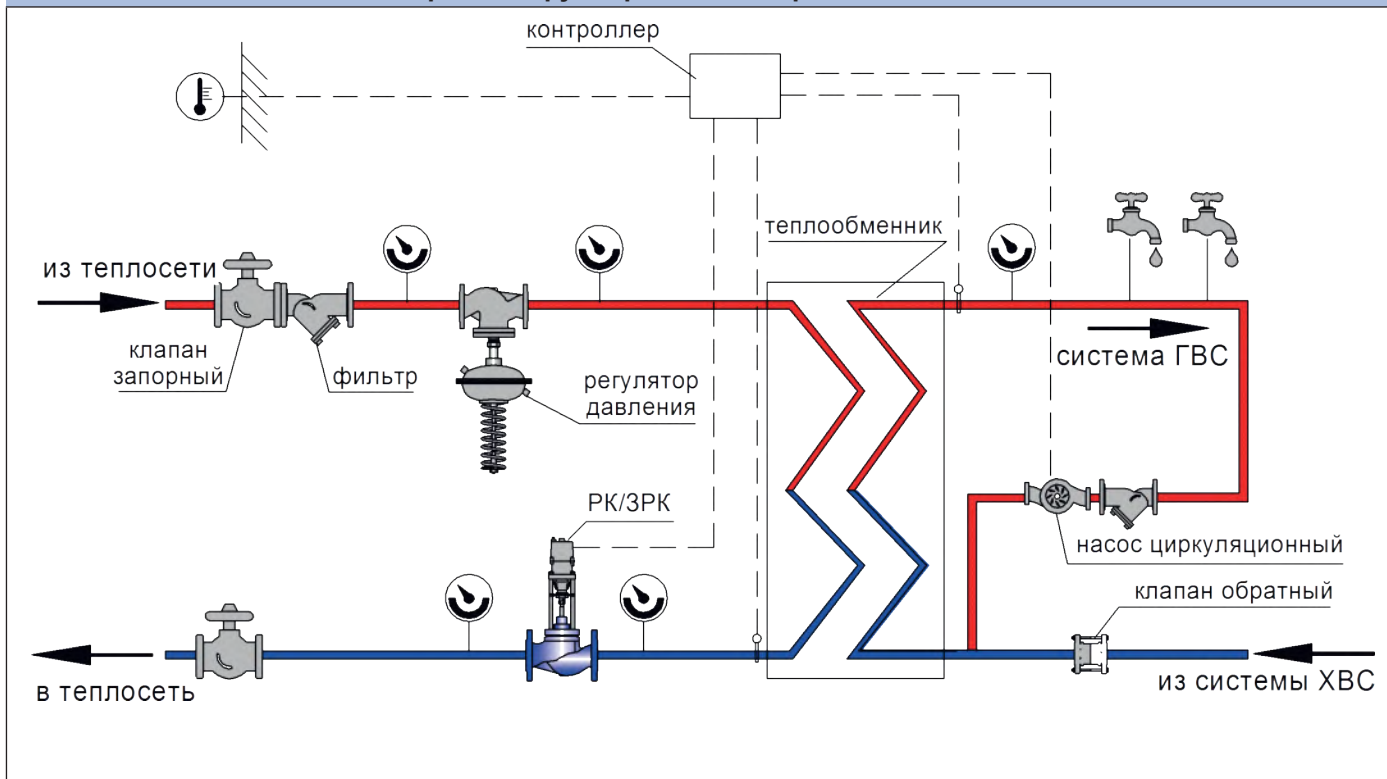 контроллер
теплообменник
из теплосети
клапан
запорный
фильтр
регулятор
давления
система ГВС
РК/ЗРК
насос циркуляционный
клапан обратный
в теплосеть
из системы ХВС